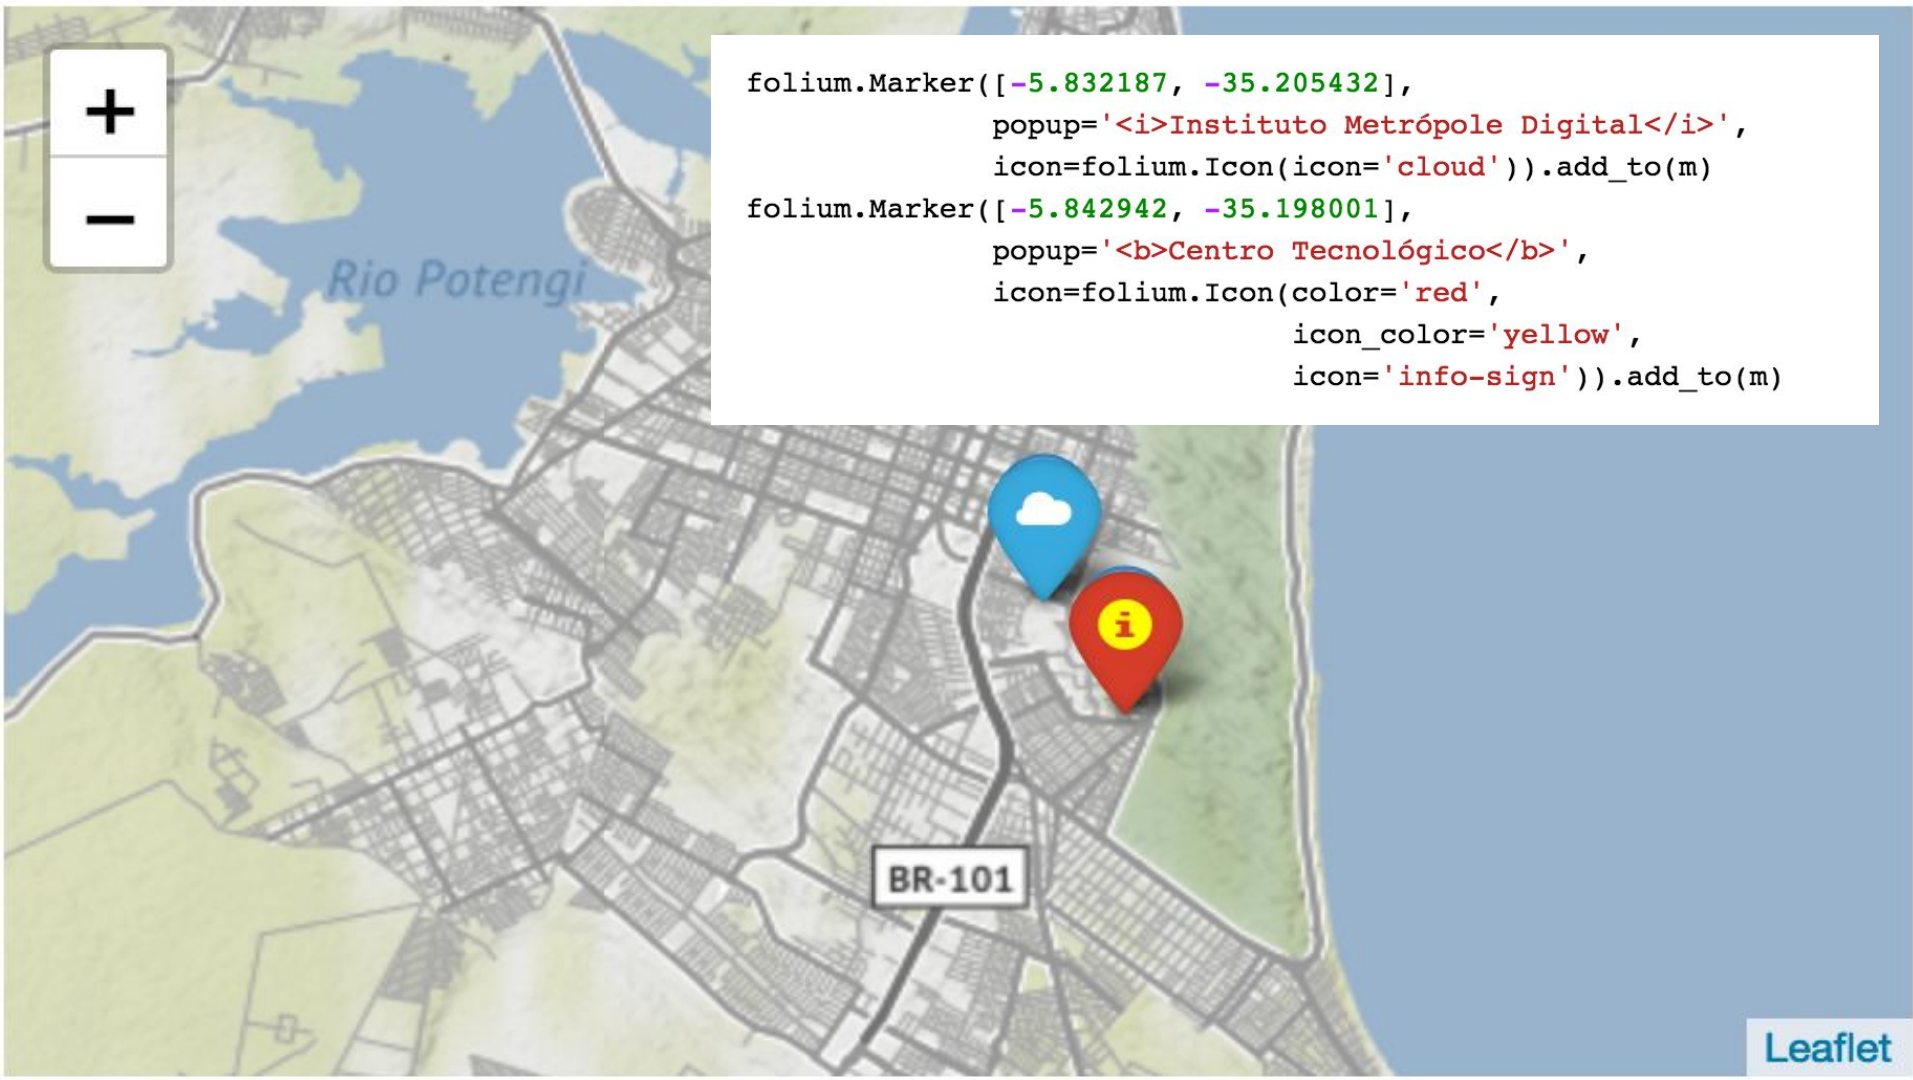 +
−
folium.Marker([-5.832187, -35.205432],
popup='<i>Instituto Metrópole Digital</i>',
icon=folium.Icon(icon='cloud')).add_to(m)
folium.Marker([-5.842942, -35.198001],
popup='<b>Centro Tecnológico</b>',
icon=folium.Icon(color='red',
icon_color='yellow',
icon='info-sign')).add_to(m)
Rio Potengi
i
BR-101
Leaflet